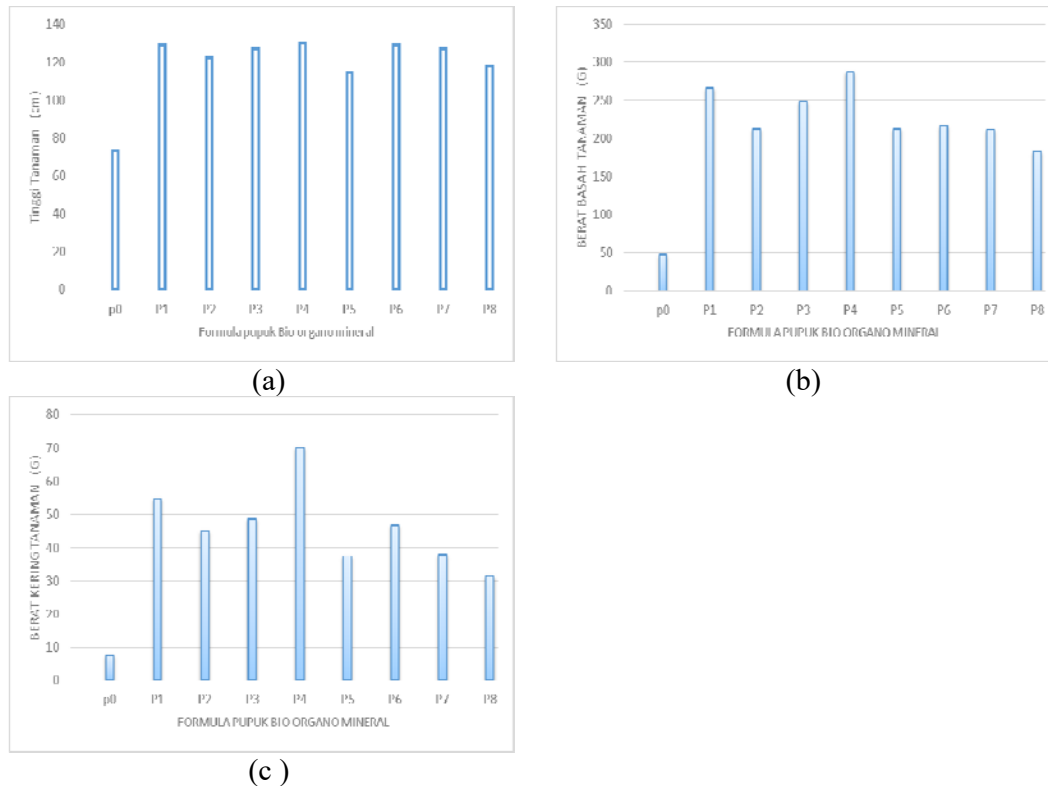 Tinggi Tanaman (cm)
140
120
100
80
60
40
20
0
p0 P1 P2 P3 P4 P5 P6 P7 P8
Formula pupuk Bio organo mineral
(a)
BERAT BASAH TANAMAN (G)
350
300
250
200
150
100
50
0
p0 P1 P2 P3 P4 P5 P6 P7 P8
FORMULA PUPUK BIO ORGANO MINERAL
(b)
BERAT KERING TANAMAN (G)
80
70
60
50
40
30
20
10
0
p0 P1 P2 P3 P4 P5 P6 P7 P8
FORMULA PUPUK BIO ORGANO MINERAL
(c )